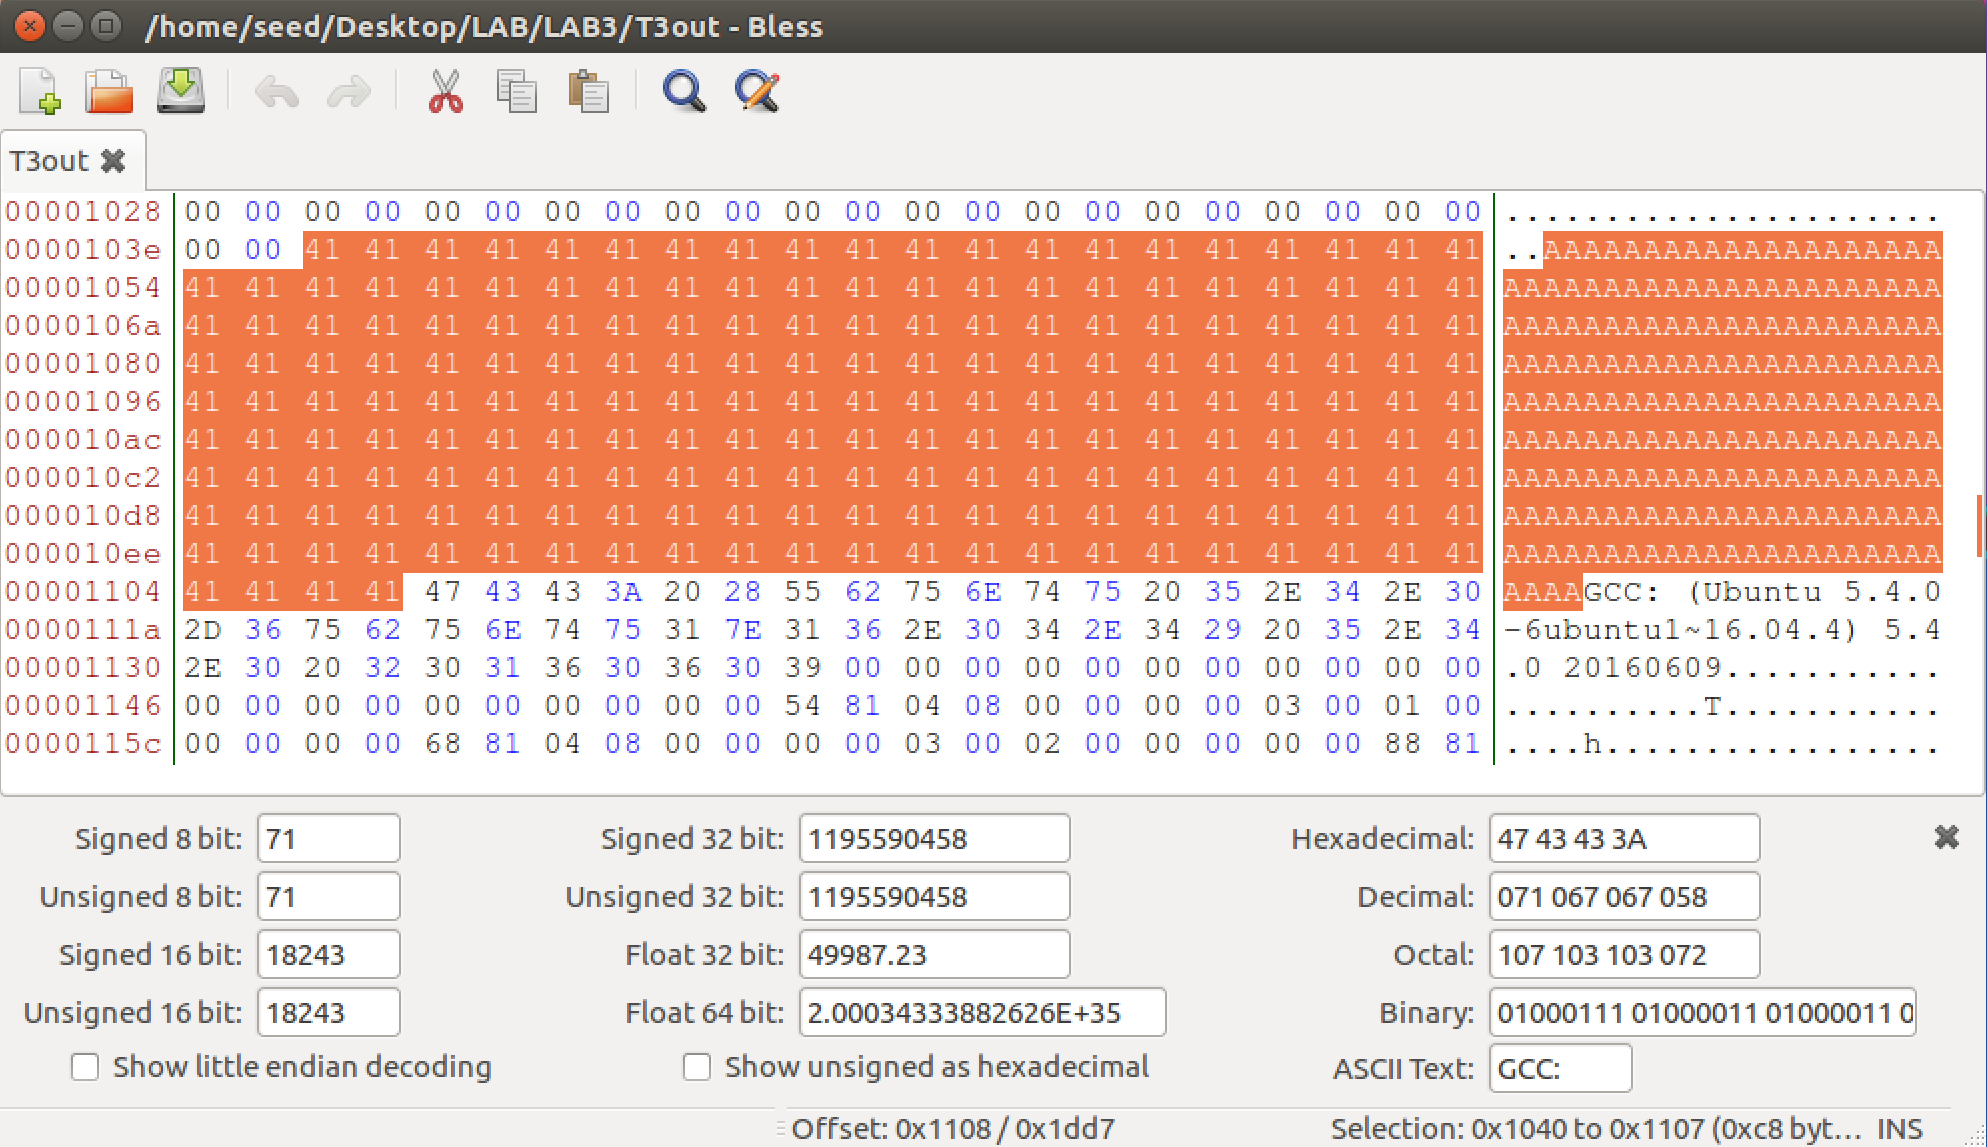 /home/seed/Desktop/LAB/LAB3/T3out - Bless
T3out
00001028 00 00 00 00 00 00 00 00 00 00 00 00 00 00 00 00 00 00 00 00 00 00 ......................
0000103e 00 00 41 41 41 41 41 41 41 41 41 41 41 41 41 41 41 41 41 41 41 41 ..AAAAAAAAAAAAAAAAAAAA
00001054 41 41 41 41 41 41 41 41 41 41 41 41 41 41 41 41 41 41 41 41 41 41 AAAAAAAAAAAAAAAAAAAAAA
0000106a 41 41 41 41 41 41 41 41 41 41 41 41 41 41 41 41 41 41 41 41 41 41 AAAAAAAAAAAAAAAAAAAAAA
00001080 41 41 41 41 41 41 41 41 41 41 41 41 41 41 41 41 41 41 41 41 41 41 AAAAAAAAAAAAAAAAAAAAAA
00001096 41 41 41 41 41 41 41 41 41 41 41 41 41 41 41 41 41 41 41 41 41 41 AAAAAAAAAAAAAAAAAAAAAA
000010ac 41 41 41 41 41 41 41 41 41 41 41 41 41 41 41 41 41 41 41 41 41 41 AAAAAAAAAAAAAAAAAAAAAA
000010c2 41 41 41 41 41 41 41 41 41 41 41 41 41 41 41 41 41 41 41 41 41 41 AAAAAAAAAAAAAAAAAAAAAA
000010d8 41 41 41 41 41 41 41 41 41 41 41 41 41 41 41 41 41 41 41 41 41 41 AAAAAAAAAAAAAAAAAAAAAA
000010ee 41 41 41 41 41 41 41 41 41 41 41 41 41 41 41 41 41 41 41 41 41 41 AAAAAAAAAAAAAAAAAAAAAA
00001104 41 41 41 41 47 43 43 3A 20 28 55 62 75 6E 74 75 20 35 2E 34 2E 30 AAAAGCC: (Ubuntu 5.4.0
0000111a 2D 36 75 62 75 6E 74 75 31 7E 31 36 2E 30 34 2E 34 29 20 35 2E 34 -6ubuntu1~16.04.4) 5.4
00001130 2E 30 20 32 30 31 36 30 36 30 39 00 00 00 00 00 00 00 00 00 00 00 .0 20160609...........
00001146 00 00 00 00 00 00 00 00 00 00 54 81 04 08 00 00 00 00 03 00 01 00 ..........T...........
0000115c 00 00 00 00 68 81 04 08 00 00 00 00 03 00 02 00 00 00 00 00 88 81 ....h.................
Signed 8 bit: 71 Signed 32 bit: 1195590458 Hexadecimal: 47 43 43 3A
Unsigned 8 bit: 71 Unsigned 32 bit: 1195590458 Decimal: 071 067 067 058
Signed 16 bit: 18243 Float 32 bit: 49987.23 Octal: 107 103 103 072
Unsigned 16 bit: 18243 Float 64 bit: 2.00034333882626E+35 Binary: 01000111 01000011 01000011 0
Show little endian decoding Show unsigned as hexadecimal ASCII Text: GCC:
Offset: 0x1108 / 0x1dd7 Selection: 0x1040 to 0x1107 (0xc8 byt... INS